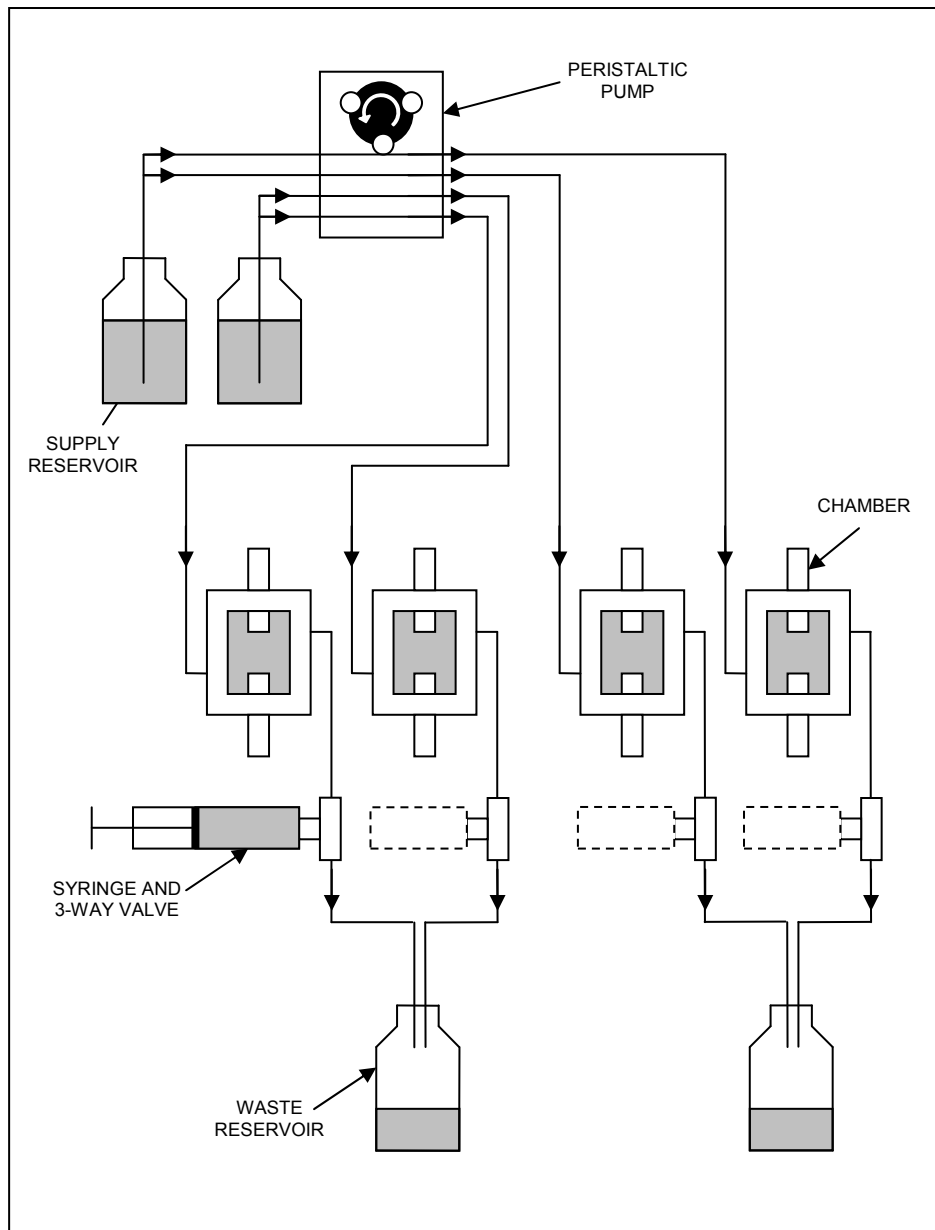 PERISTALTIC
PUMP
SUPPLY
RESERVOIR
CHAMBER
SYRINGE AND
3-WAY VALVE
WASTE
RESERVOIR